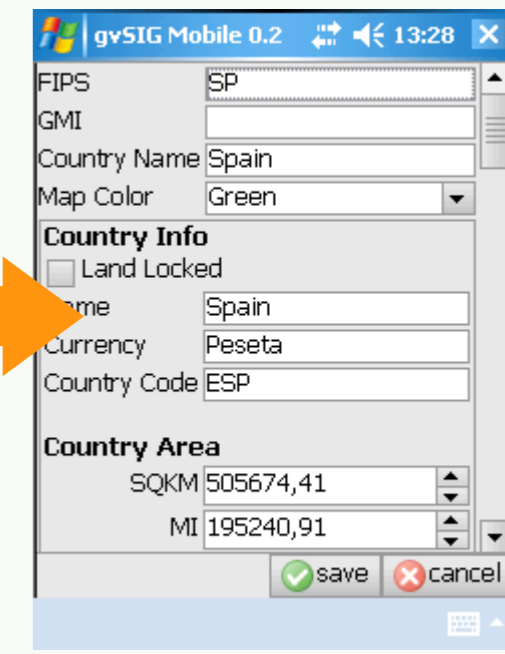 gvSIG Mobile 0.2 13:28
FIPS SP
GMI
Country Name Spain
Map Color Green
Country Info
Land Locked
me Spain
Currency Peseta
Country Code ESP
Country Area
SQKM 505674,41
MI 195240,91
save cancel